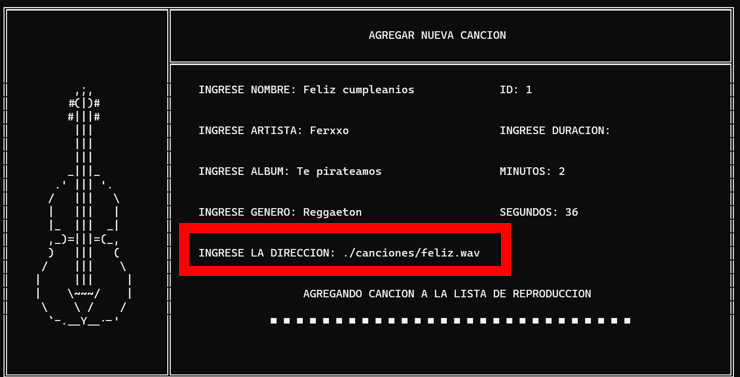 AGREGAR NUEVA CANCION
INGRESE NOMBRE: Feliz cumpleanios
ID: 1
INGRESE ARTISTA: Ferxxo
INGRESE DURACION:
INGRESE ALBUM: Te pirateamos
MINUTOS: 2
INGRESE GENERO: Reggaeton
SEGUNDOS: 36
INGRESE LA DIRECCION: ./canciones/feliz.wav
AGREGANDO CANCION A LA LISTA DE REPRODUCCION